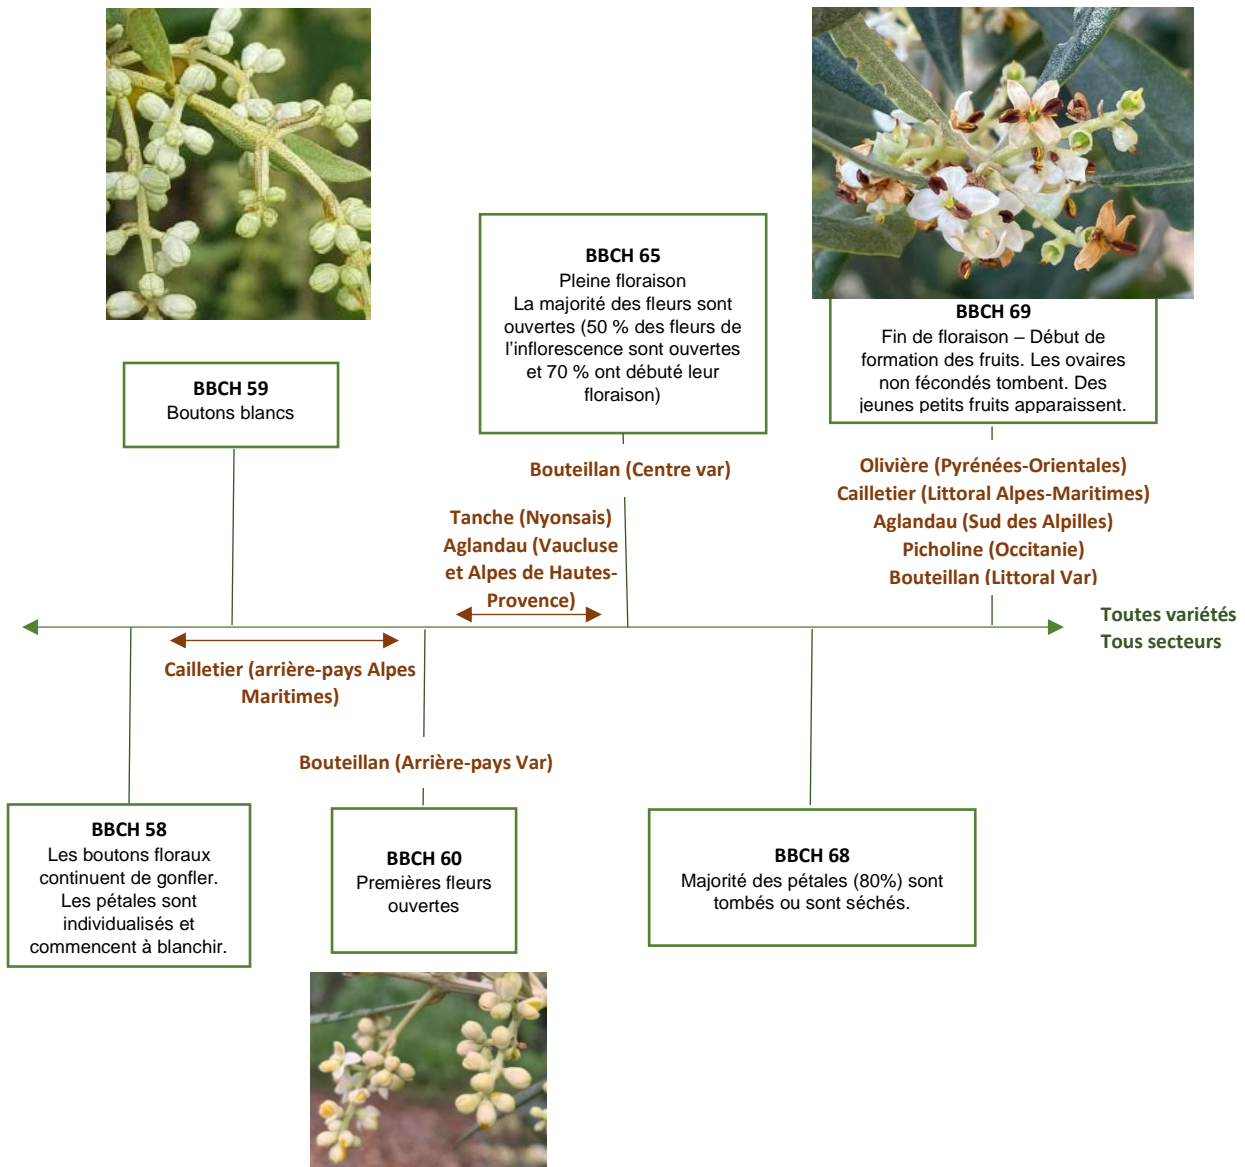 BBCH 59
Boutons blancs
BBCH 65
Pleine floraison
La majorité des fleurs sont
ouvertes (50 % des fleurs de
l'inflorescence sont ouvertes
et 70 % ont débuté leur
floraison)
BBCH 69
Fin de floraison – Début de
formation des fruits. Les ovaires
non fécondés tombent. Des
jeunes petits fruits apparaissent.
Bouteillan (Centre var)
Tanche (Nyonsais)
Aglandau (Vaucluse
et Alpes de Hautes-
Provence)
Olivière (Pyrénées-Orientales)
Cailletier (Littoral Alpes-Maritimes)
Aglandau (Sud des Alpilles)
Picholine (Occitanie)
Bouteillan (Littoral Var)
Toutes variétés
Tous secteurs
Cailletier (arrière-pays Alpes
Maritimes)
Bouteillan (Arrière-pays Var)
BBCH 58
Les boutons floraux
continuent de gonfler.
Les pétales sont
individualisés et
commencent à blanchir.
BBCH 60
Premières fleurs
ouvertes
BBCH 68
Majorité des pétales (80%) sont
tombés ou sont séchés.